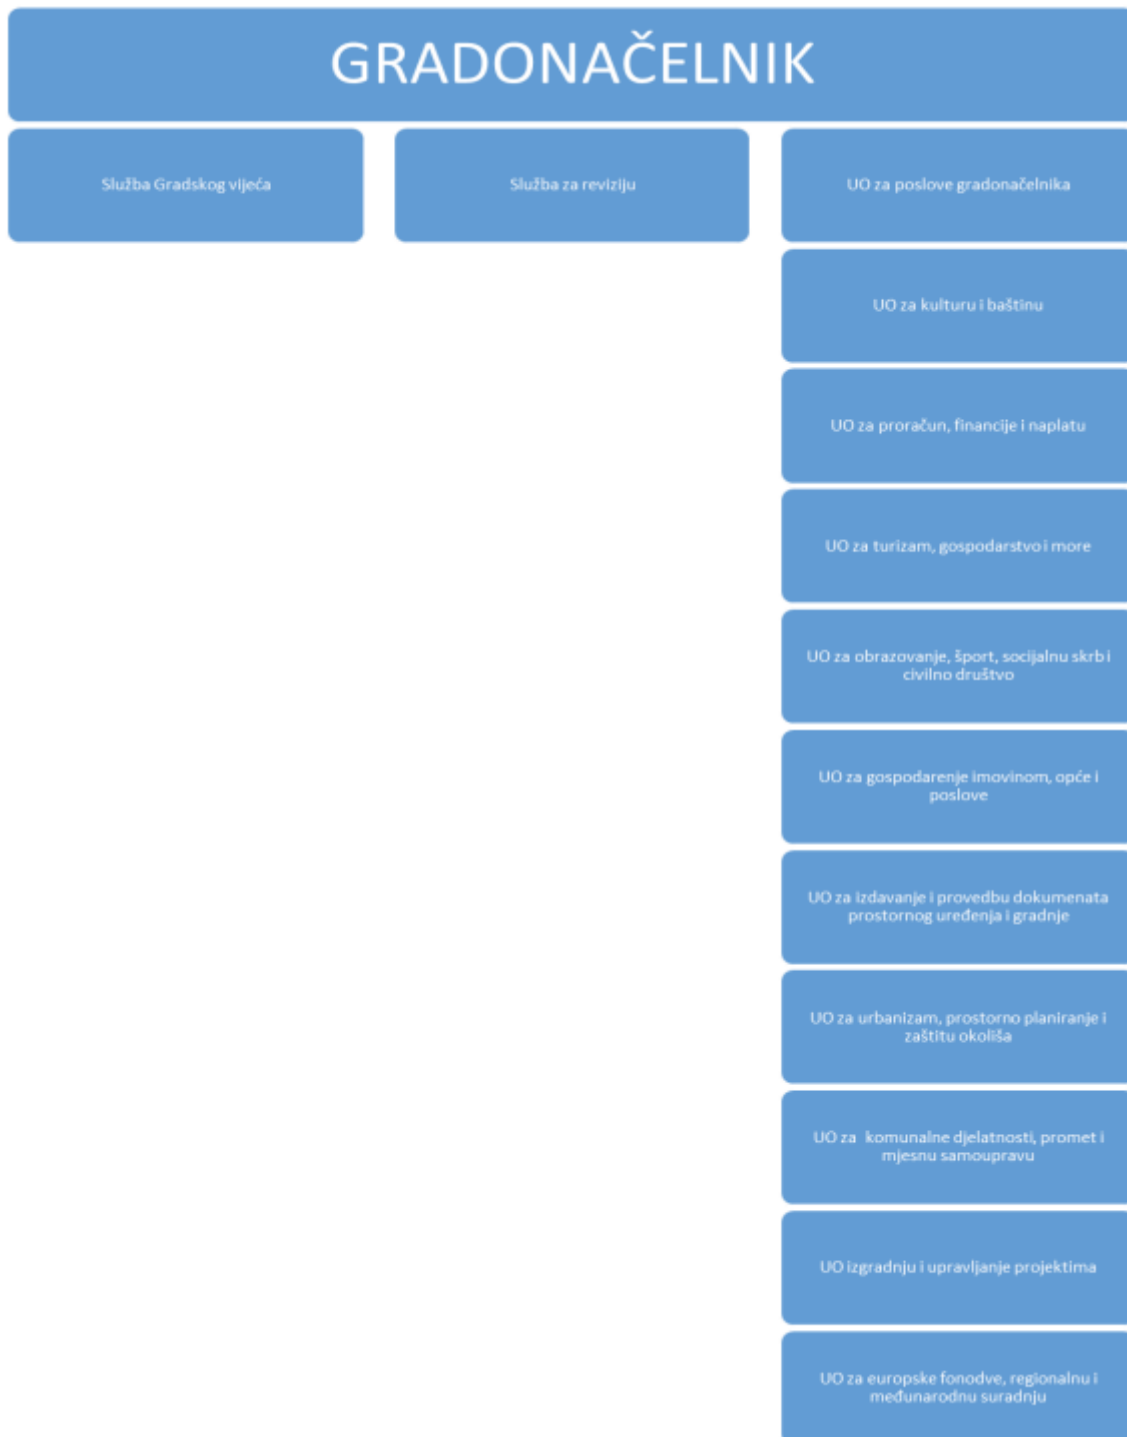 GRADONAČELNIK
Služba Gradskog vijeća
Služba za reviziju
UO za poslove gradonačelnika
UO za kulturu i baštinu
UO za proračun, financije i naplatu
UO za turizam, gospodarstvo i more
UO za obrazovanje, šport, socijalnu skrb i
civilno društvo
UO za gospodarenje imovinom, opće i
poslove
UO za izdavanje i provedbu dokumenata
prostornog uređenja i gradnje
UO za urbanizam, prostorno planiranje i
zaštitu okoliša
UO za  komunalne djelatnosti, promet i
mjesnu samoupravu
UO izgradnju i upravljanje projektima
UO za europske fonodve, regionalnu i
međunarodnu suradnju